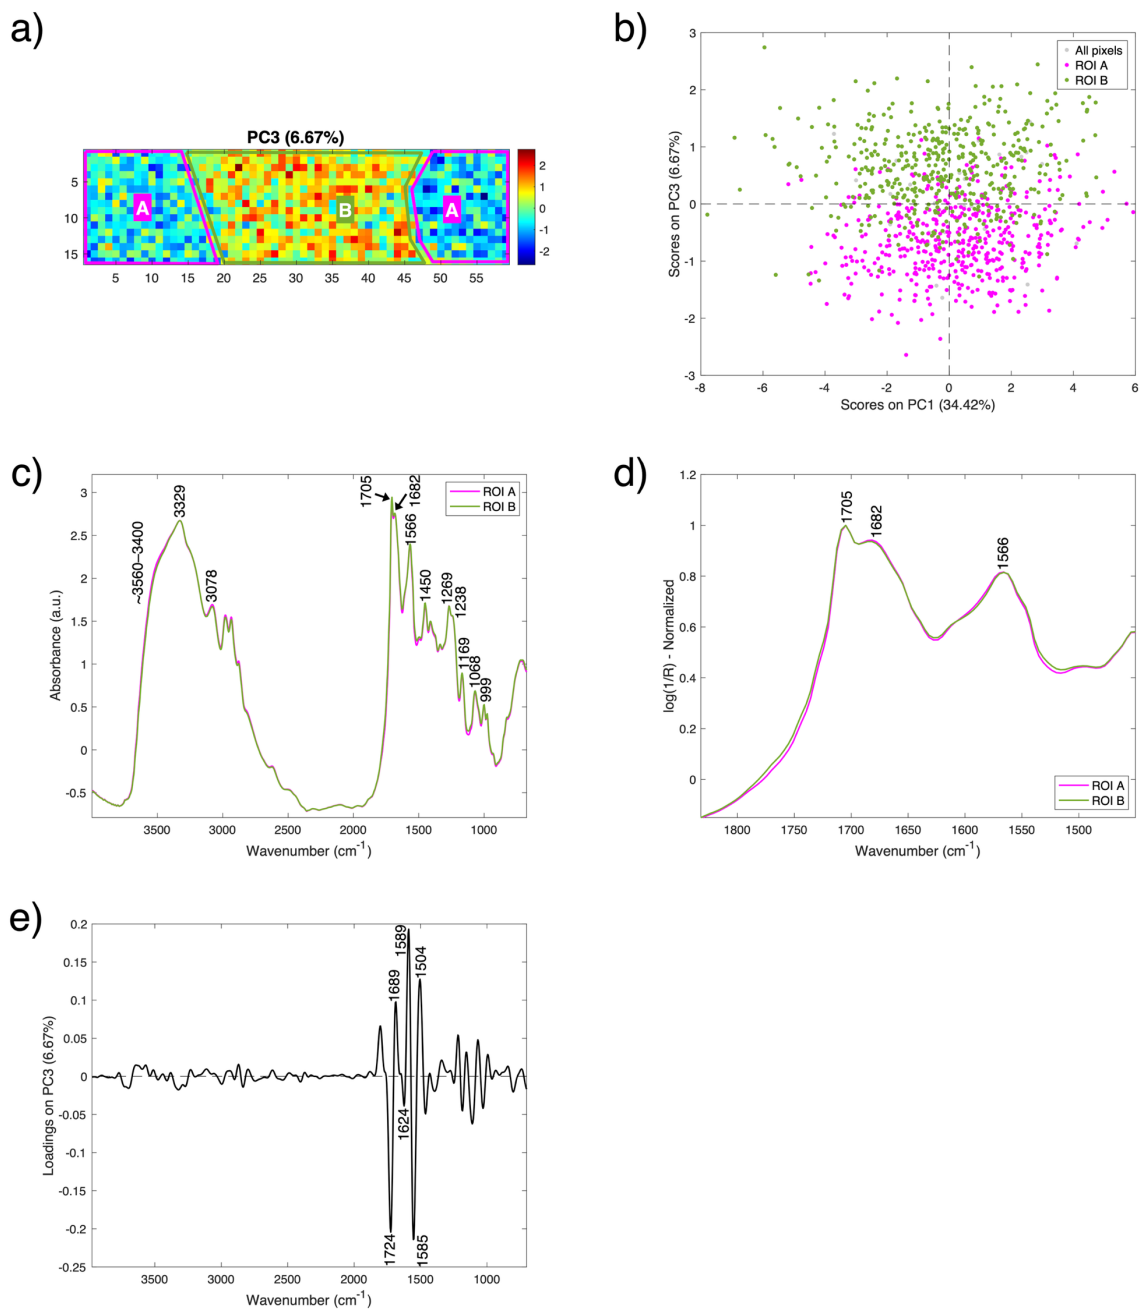 a)
PC3 (6.67%)
5
10
15
A
B
A
2
1
0
-1
-2
5 10 15 20 25 30 35 40 45 50 55
b)
3
2
1
0
-1
-2
-3
Scores on PC3 (6.67%)
All pixels
ROI A
ROI B
-8 -6 -4 -2 0 2 4 6
Scores on PC1 (34.42%)
c)
3
2.5
2
1.5
1
0.5
0
-0.5
Absorbance (a.u.)
~3560–3400
3329
3078
1705
1682
1566
1450
1269
1238
1169
1068
999
ROI A
ROI B
3500 3000 2500 2000 1500 1000
Wavenumber (cm-1)
d)
1.2
1
0.8
0.6
0.4
0.2
0
log(1/R) - Normalized
1705
1682
1566
ROI A
ROI B
1800 1750 1700 1650 1600 1550 1500
Wavenumber (cm-1)
e)
0.2
0.15
0.1
0.05
0
-0.05
-0.1
-0.15
-0.2
-0.25
Loadings on PC3 (6.67%)
1724
1689
1624
1589
1585
1504
3500 3000 2500 2000 1500 1000
Wavenumber (cm-1)